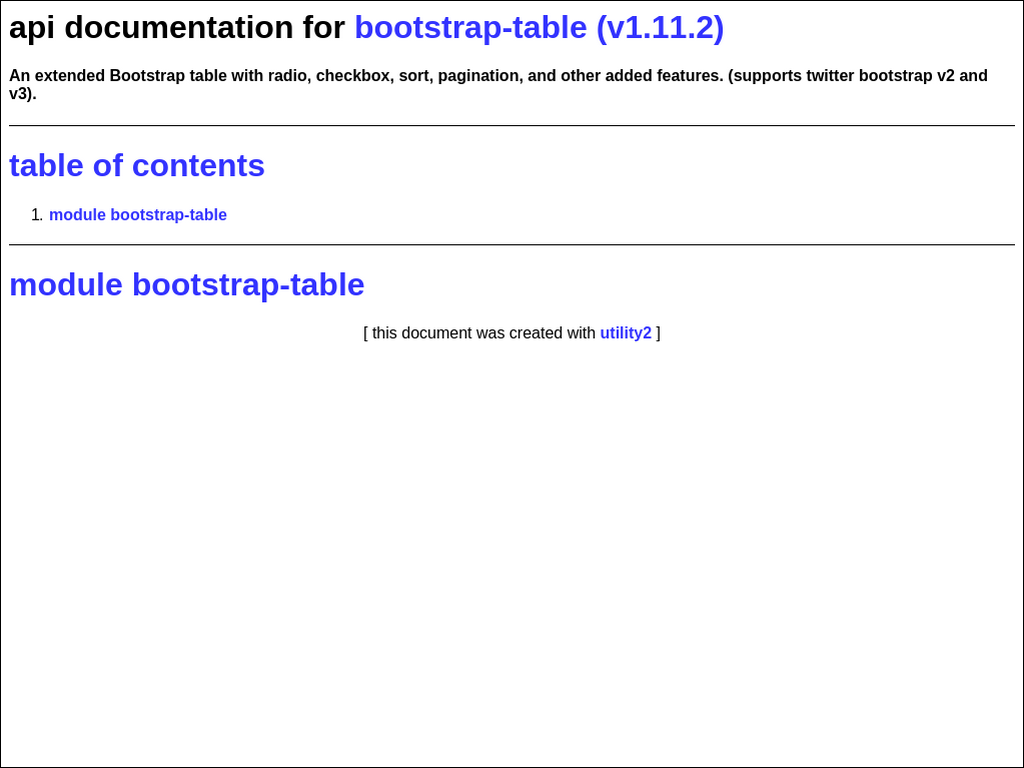 api documentation for bootstrap-table (v1.11.2)
An extended Bootstrap table with radio, checkbox, sort, pagination, and other added features. (supports twitter bootstrap v2 and
v3).
table of contents
1. module bootstrap-table
module bootstrap-table
[ this document was created with utility2 ]